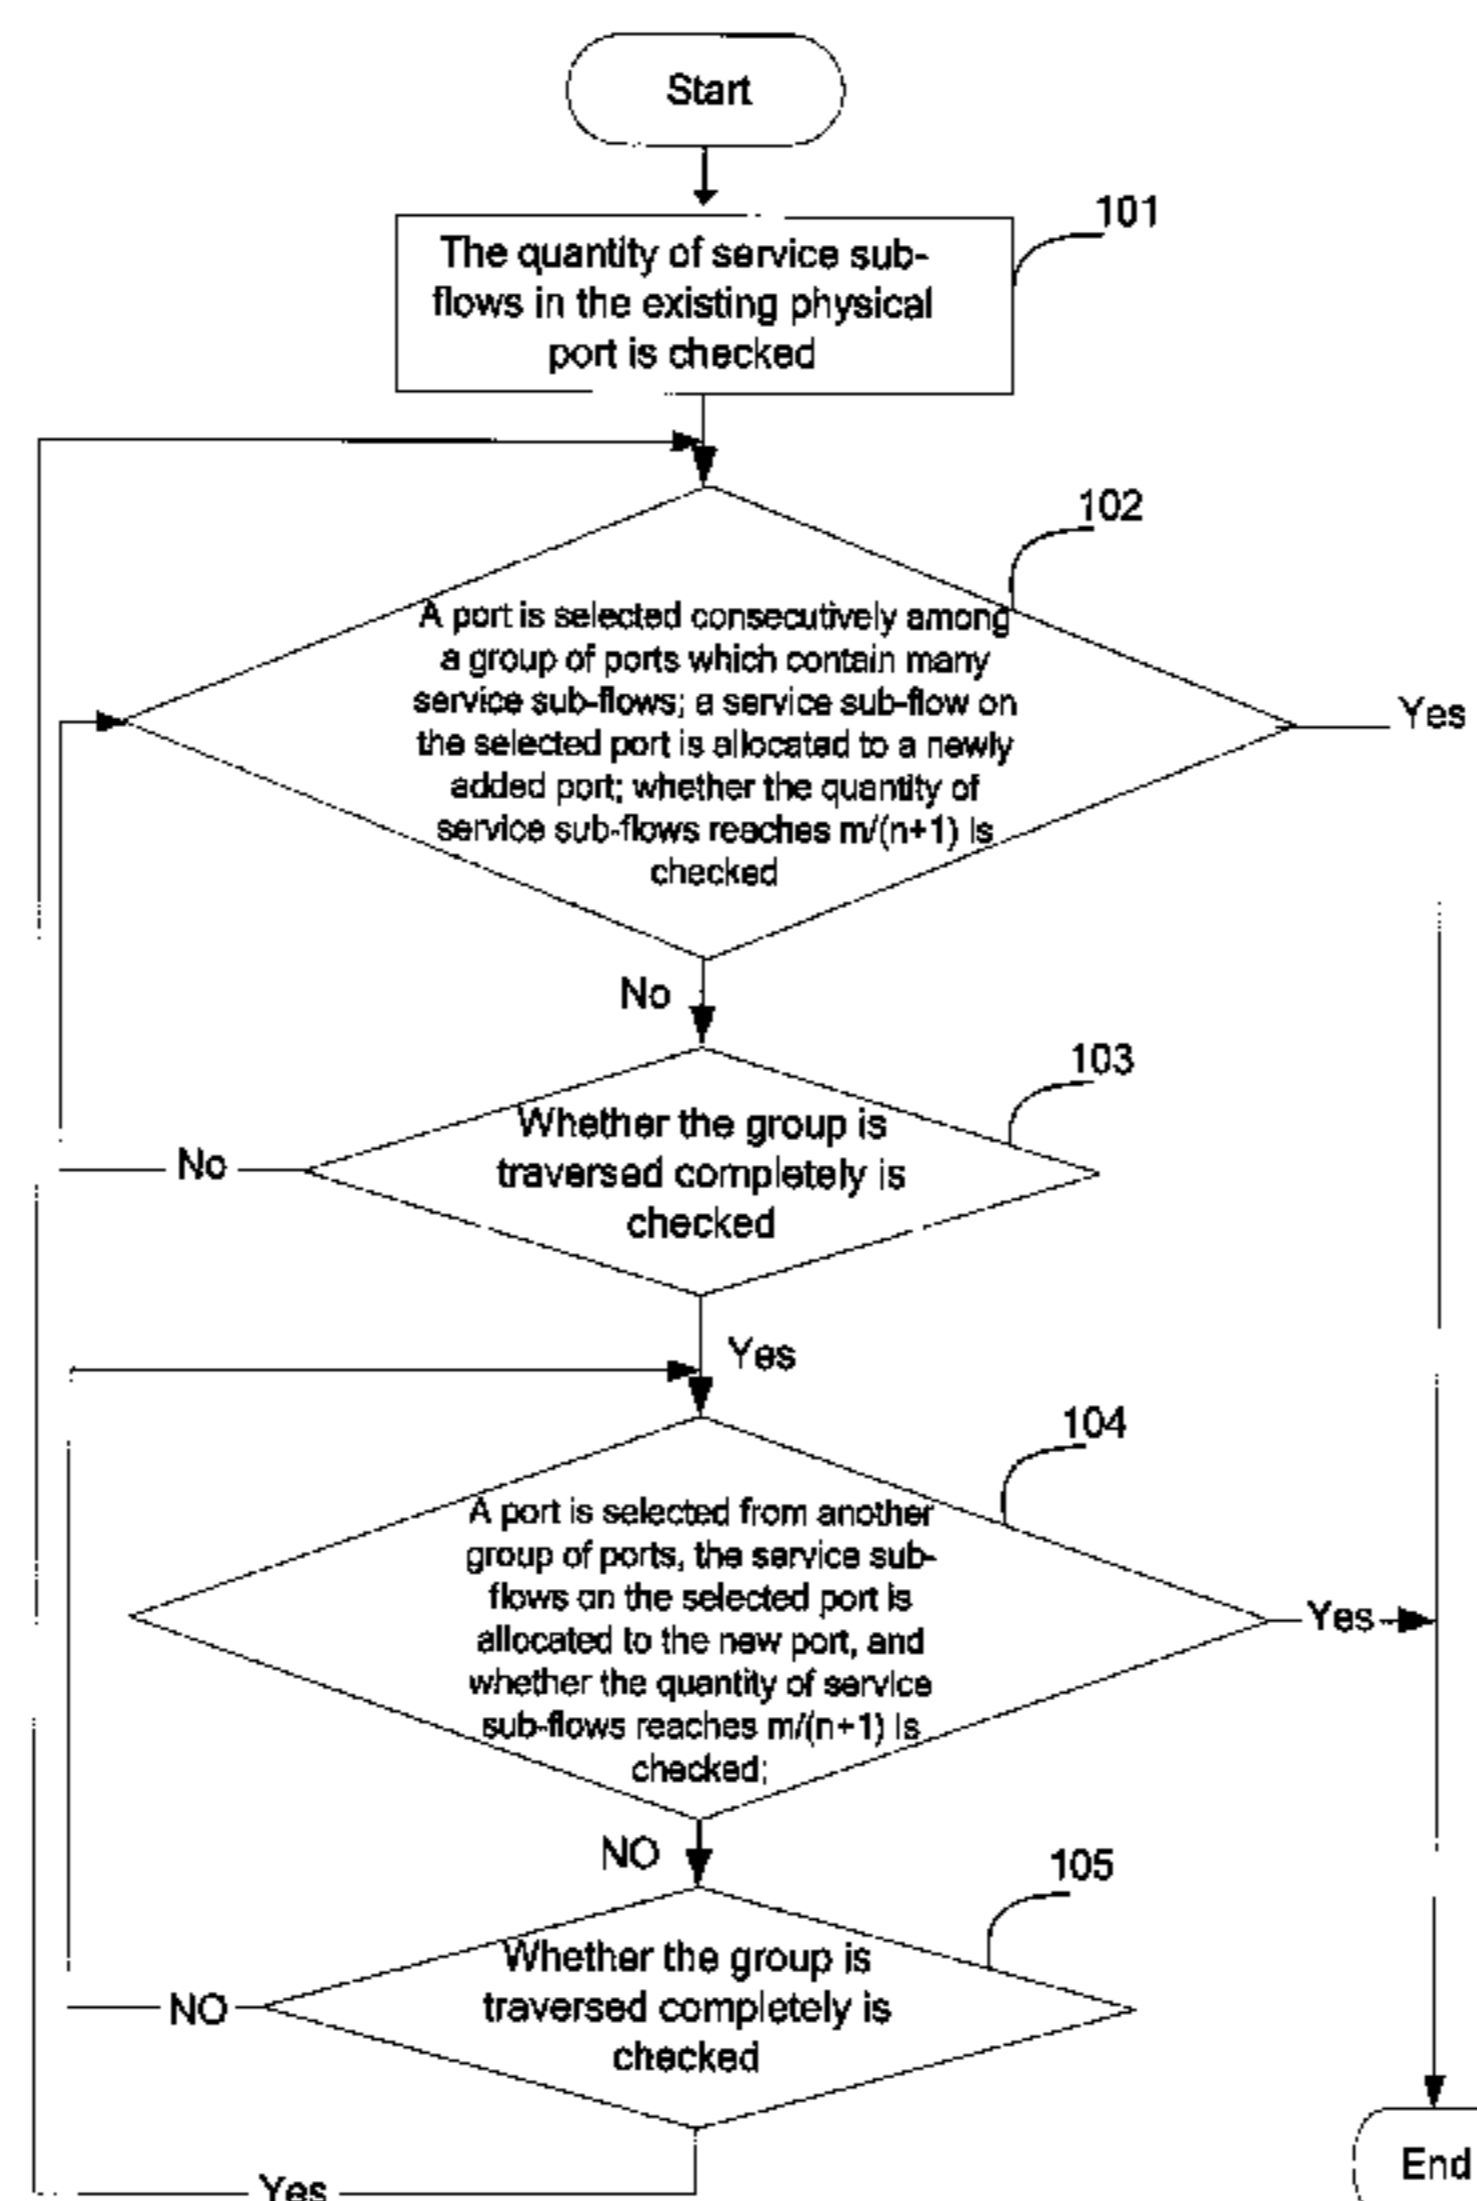 Start
101
The quantity of service sub-
flows in the existing physical
port is checked
102
A port is selected consecutively among
a group of ports which contain many
service sub-flows; a service sub-flow on
the selected port is allocated to a newly
added port; whether the quantity of
service sub-flows reaches m/(n+1) is
checked
Yes
No
103
Whether the group is
traversed completely is
checked
No
Yes
104
A port is selected from another
group of ports, the service sub-
flows on the selected port is
allocated to the new port, and
whether the quantity of service
sub-flows reaches m/(n+1) is
checked;
Yes
NO
105
Whether the group is
traversed completely is
checked
NO
End
Yes